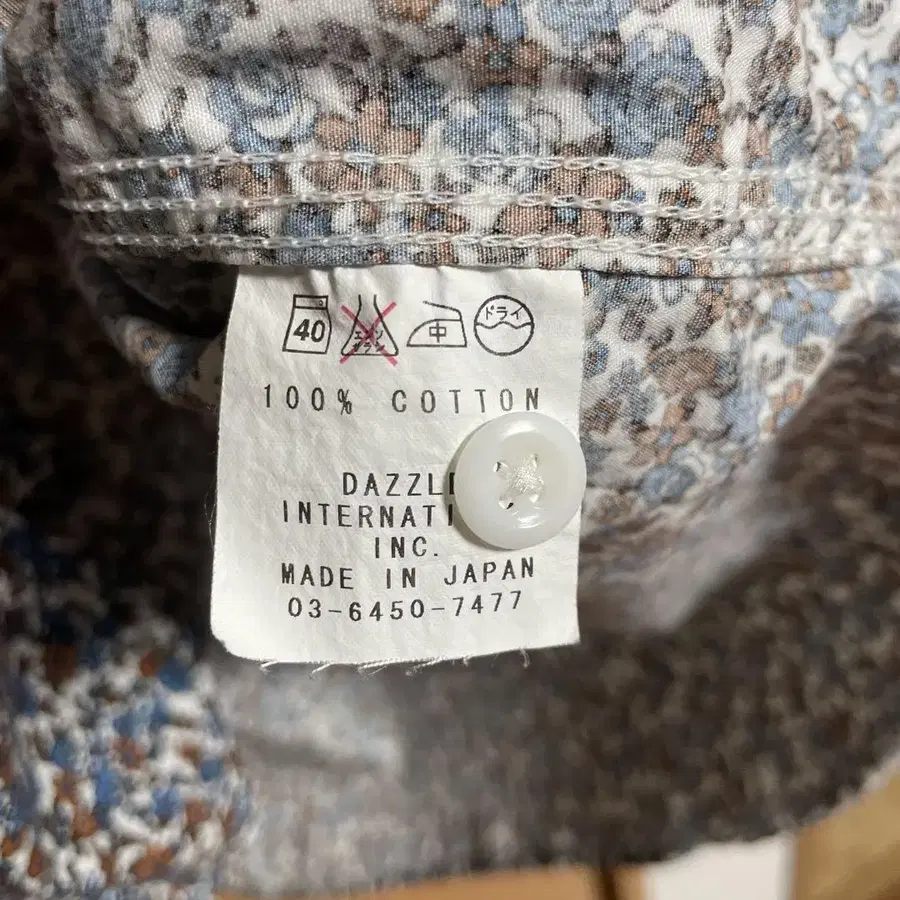 40 エンソ サラシ 中 ドライ
100% COTTON
DAZZL
INTERNATI
INC.
MADE IN JAPAN
03-6450-7477